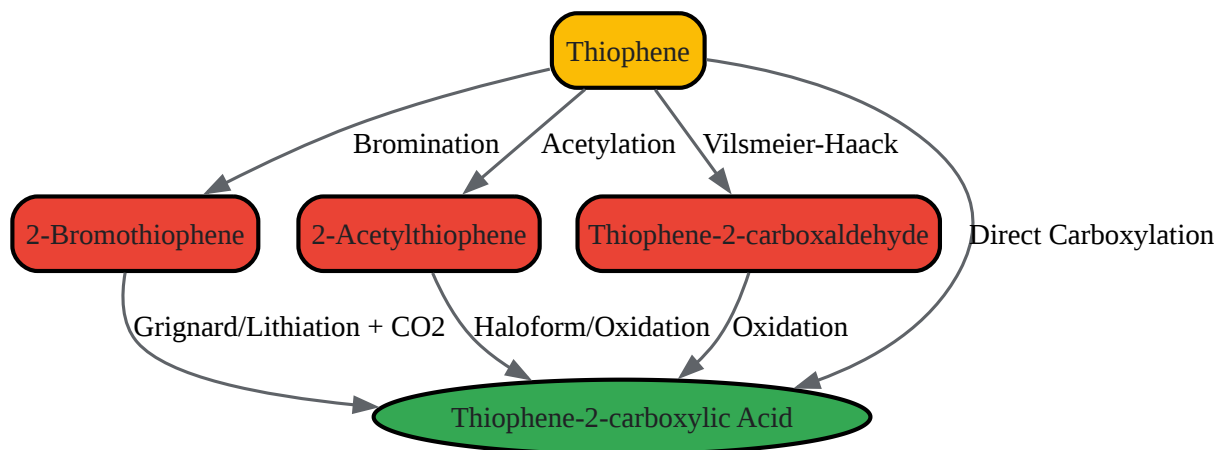 Thiophene
Bromination
Acetylation
Vilsmeier-Haack
2-Bromothiophene
2-Acetylthiophene
Thiophene-2-carboxaldehyde
Direct Carboxylation
Grignard/Lithiation + CO2
Haloform/Oxidation
Oxidation
Thiophene-2-carboxylic Acid